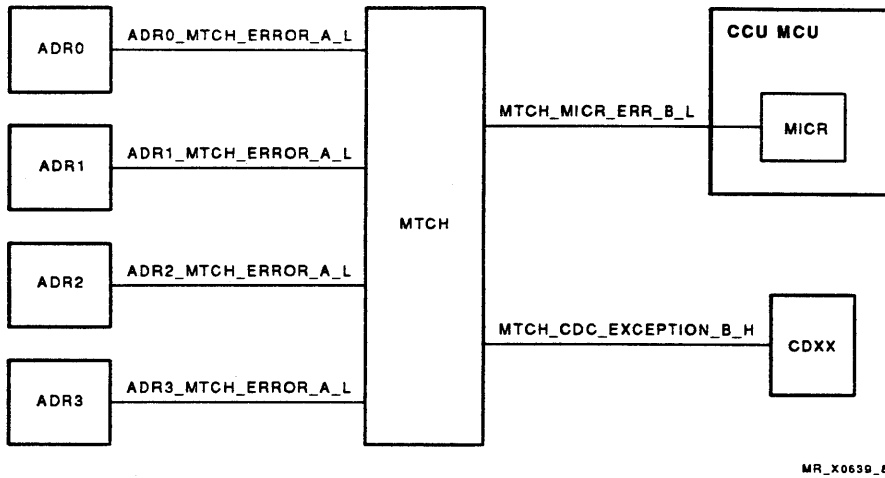 CCU MCU
ADR0
ADR0_MTCH_ERROR_A_L
MTCH_MICR_ERR_B_L
MICR
ADR1
ADR1_MTCH_ERROR_A_L
MTCH
ADR2
ADR2_MTCH_ERROR_A_L
MTCH_CDC_EXCEPTION_B_H
CDXX
ADR3
ADR3_MTCH_ERROR_A_L